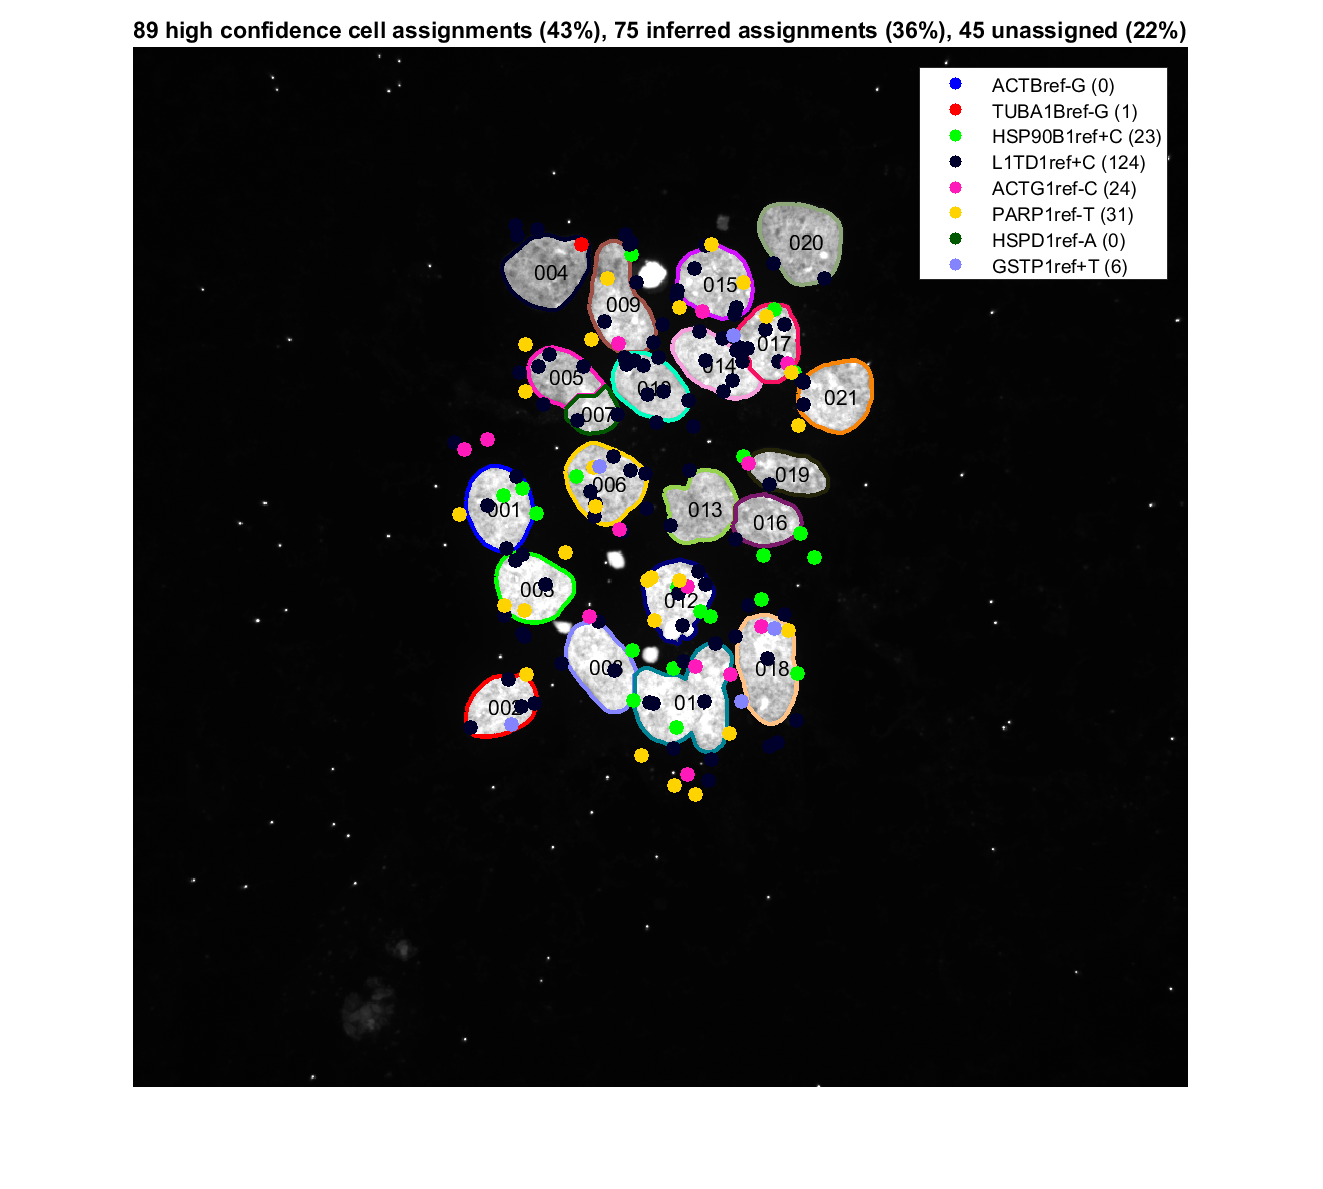 89 high confidence cell assignments (43%), 75 inferred assignments (36%), 45 unassigned (22%)
ACTBref-G (0)
TUBA1Bref-G (1)
HSP90B1ref+C (23)
L1TD1ref+C (124)
ACTG1ref-C (24)
PARP1ref-T (31)
HSPD1ref-A (0)
GSTP1ref+T (6)
020
004
015
009
017
014
005
021
007
019
006
001
013
016
012
018